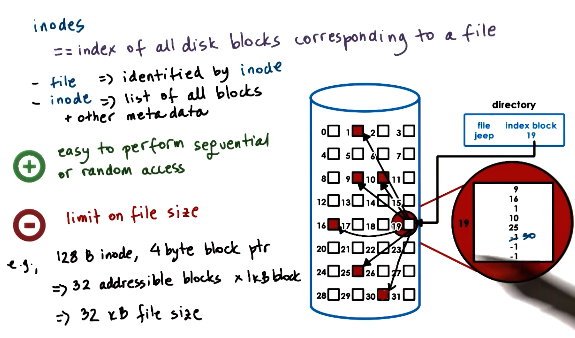 inodes
== index of all disk blocks corresponding to a file
- file => identified by inode
- inode => list of all blocks
+ other metadata
+
easy to perform sequential
or random access
-
limit on file size
e.g., 128 B inode, 4 byte block ptr
=> 32 addressible blocks x 1kB block
=> 32 kB file size
directory
file index block
jeep 19
0 1 2 3
4 5 6 7
8 9 10 11
12 13 14 15
16 17 18 19
20 21 22 23
24 25 26 27
28 29 30 31
19
9
16
1
10
25
30
-1
-1